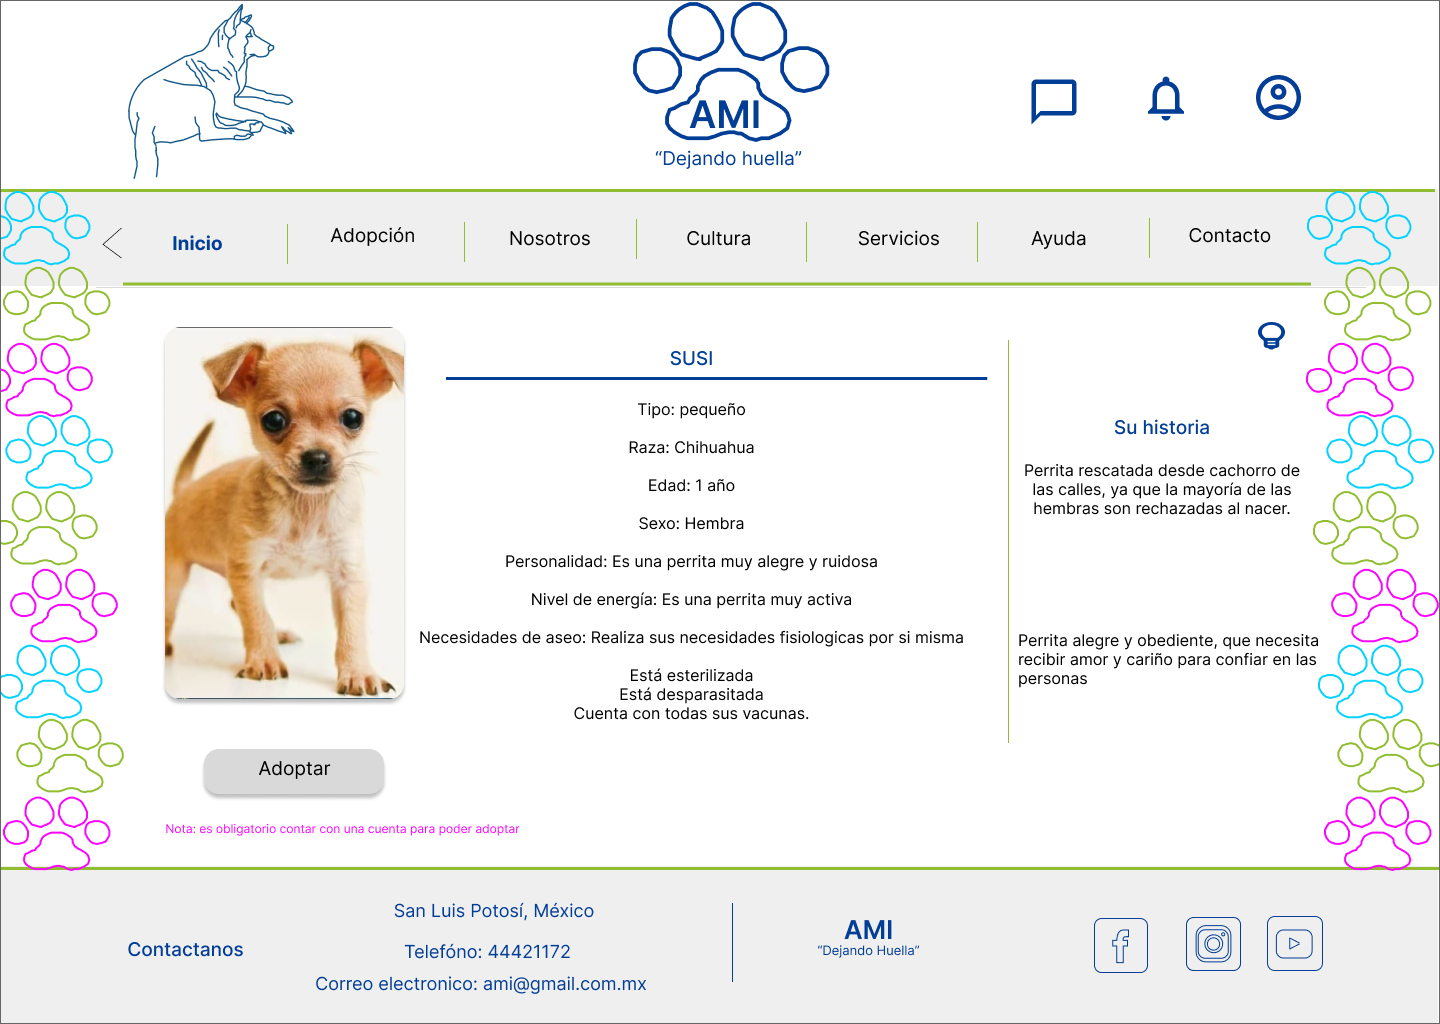 AMI
“Dejando huella”
Inicio
Adopción
Nosotros
Cultura
Servicios
Ayuda
Contacto
SUSI
Tipo: pequeño
Raza: Chihuahua
Edad: 1 año
Sexo: Hembra
Personalidad: Es una perrita muy alegre y ruidosa
Nivel de energía: Es una perrita muy activa
Necesidades de aseo: Realiza sus necesidades fisiologicas por si misma
Está esterilizada
Está desparasitada
Cuenta con todas sus vacunas.
Su historia
Perrita rescatada desde cachorro de
las calles, ya que la mayoría de las
hembras son rechazadas al nacer.
Perrita alegre y obediente, que necesita
recibir amor y cariño para confiar en las
personas
Adoptar
Nota: es obligatorio contar con una cuenta para poder adoptar
Contactanos
San Luis Potosí, México
Telefóno: 44421172
Correo electronico: ami@gmail.com.mx
AMI
“Dejando Huella”